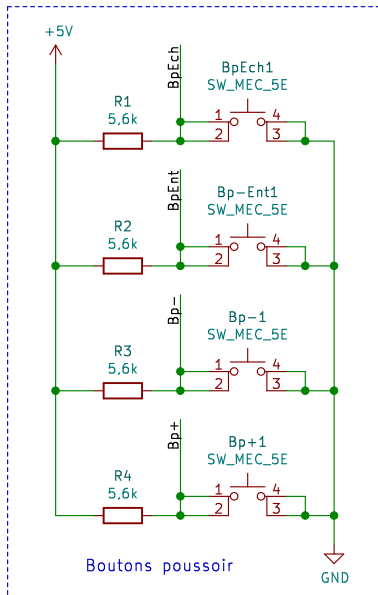 +5V
BpEch
BpEch1
SW_MEC_5E
R1
5,6k
1
2
4
3
BpEnt
Bp-Ent1
SW_MEC_5E
R2
5,6k
1
2
4
3
Bp-
Bp-1
SW_MEC_5E
R3
5,6k
1
2
4
3
Bp+
Bp+1
SW_MEC_5E
R4
5,6k
1
2
4
3
Boutons poussoir
GND